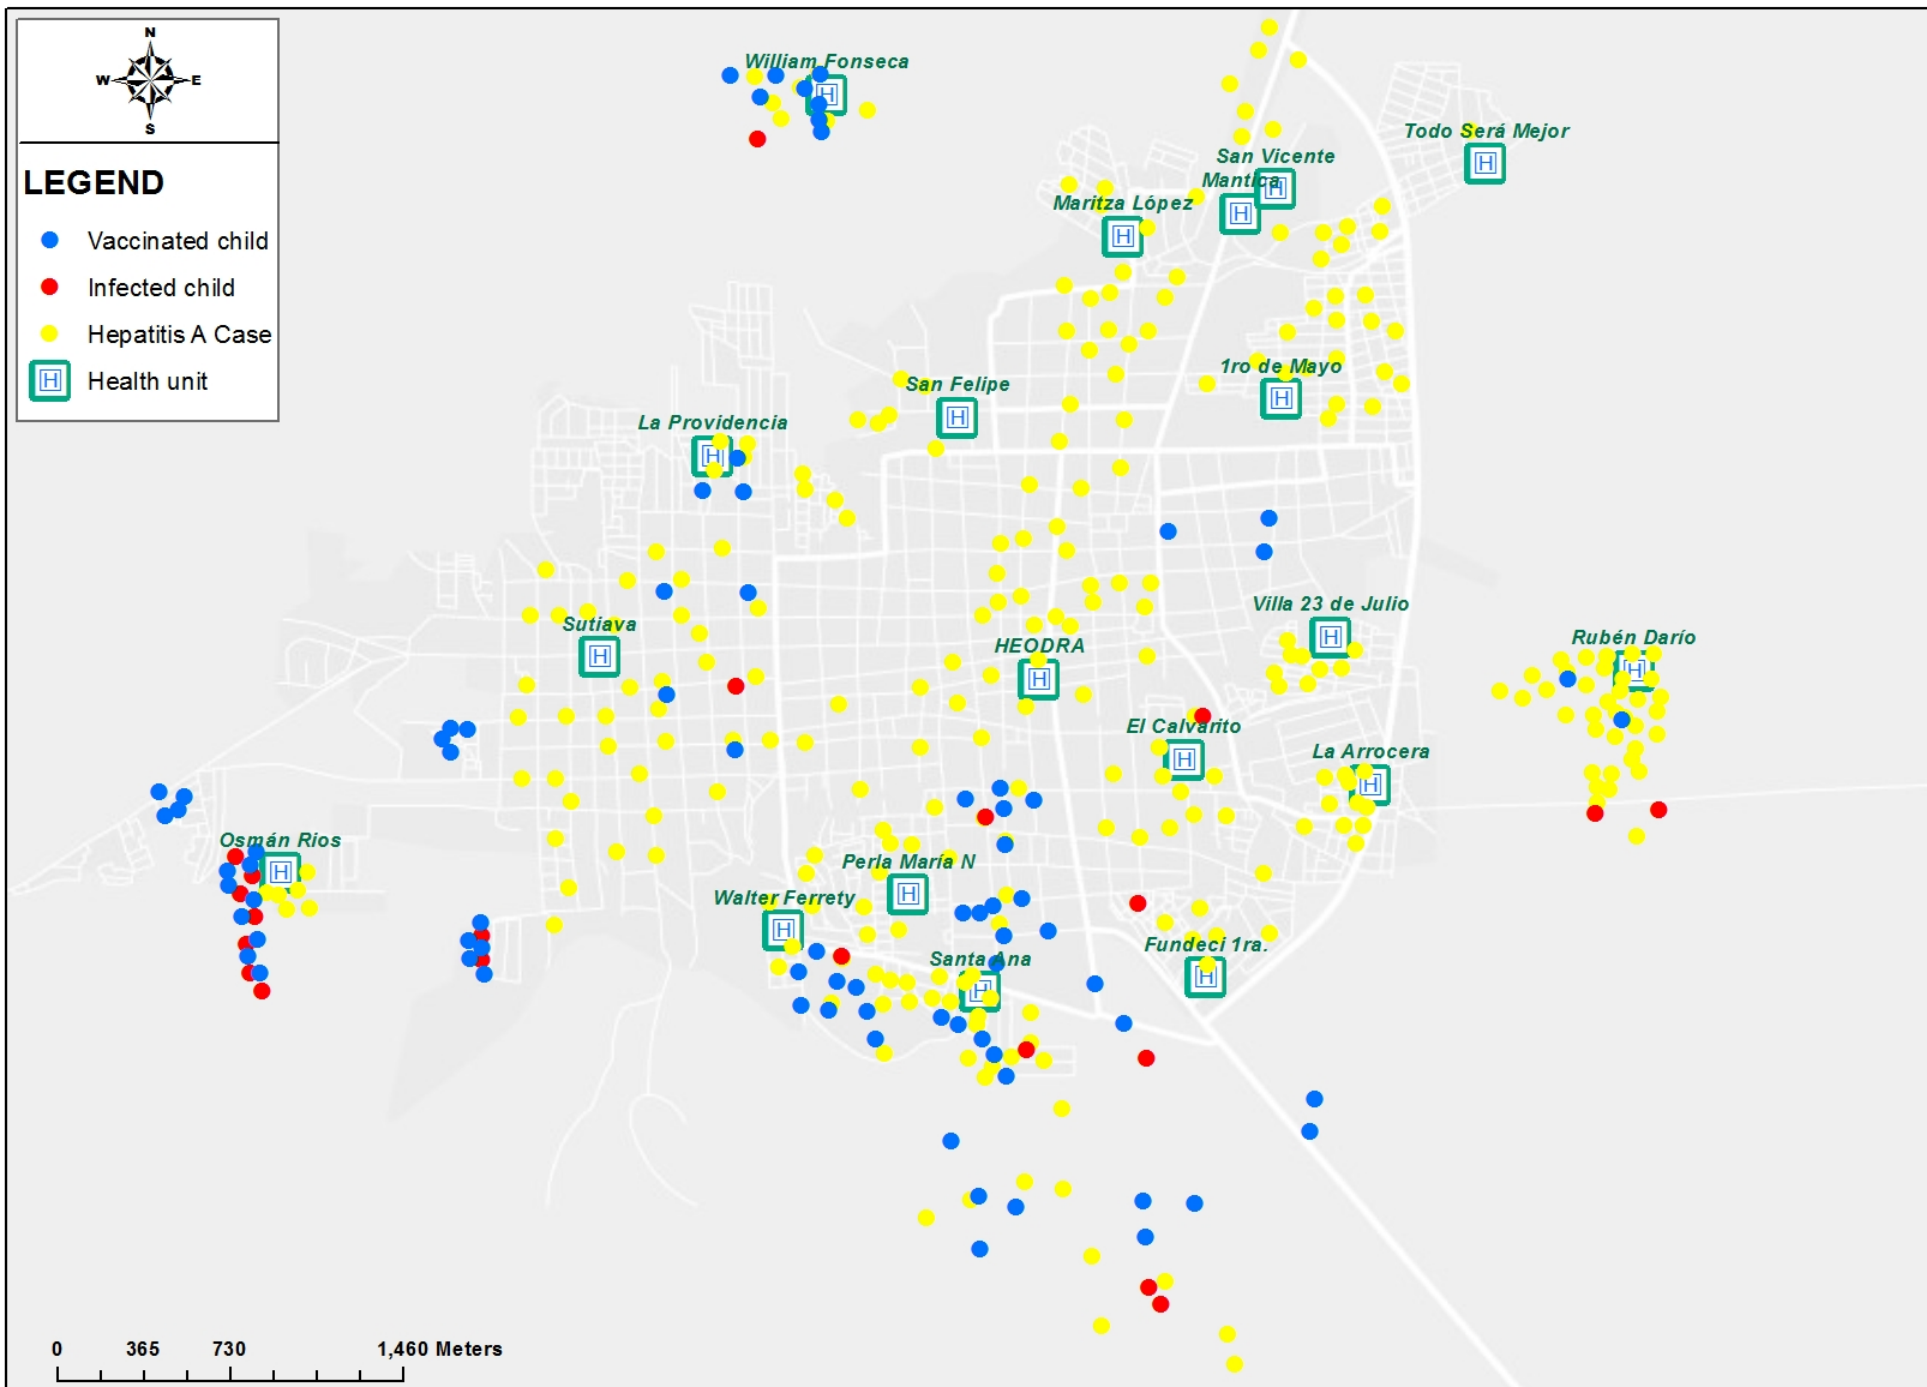 N
W E
S
LEGEND
Vaccinated child
Infected child
Hepatitis A Case
H Health unit
William Fonseca
H
Todo Será Mejor
H
San Vicente
H
Mantica
H
Maritza López
H
1ro de Mayo
H
San Felipe
H
La Providencia
H
Villa 23 de Julio
H
Sutiava
H
HEODRA
H
Rubén Darío
H
El Calvarito
H
La Arrocera
H
Osmán Rios
H
Perla María N
H
Walter Ferrety
H
Fundeci 1ra.
H
Santa Ana
H
0 365 730 1,460 Meters